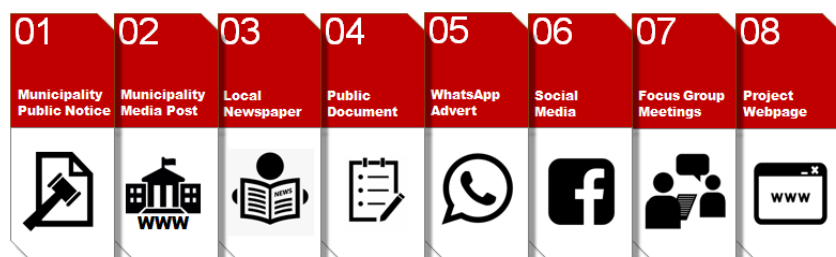 01
Municipality
Public Notice
02
Municipality
Media Post
03
Local
Newspaper
04
Public
Document
05
WhatsApp
Advert
06
Social
Media
07
Focus Group
Meetings
08
Project
Webpage
www
NEWS
www